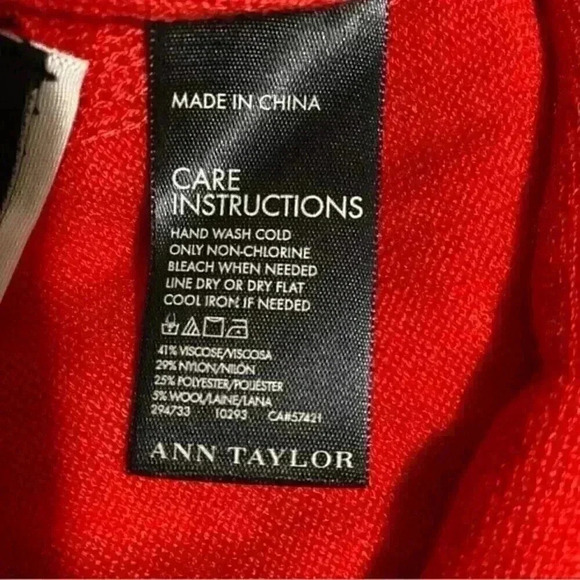 MADE IN CHINA
CARE
INSTRUCTIONS
HAND WASH COLD
ONLY NON-CHLORINE
BLEACH WHEN NEEDED
LINE DRY OR DRY FLAT
COOL IRON IF NEEDED
41% VISCOSE/VISCOSA
29% NYLON/NILÓN
25% POLYESTER/POLIÉSTER
5% WOOL/LAINE/LANA
294733 10293 CA#57421
ANN TAYLOR